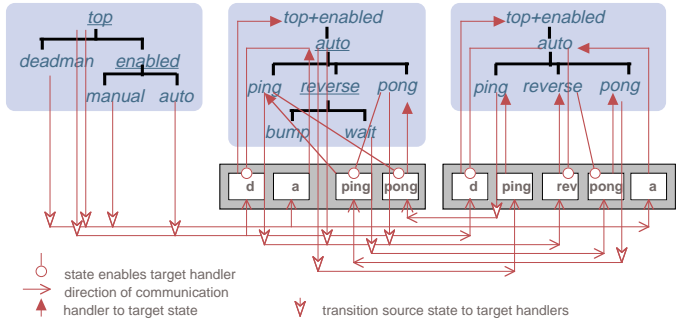 top
deadman enabled
manual auto
top+enabled
auto
ping reverse pong
bump wait
top+enabled
auto
ping reverse pong
d a ping pong
d ping rev pong a
state enables target handler
direction of communication
handler to target state
transition source state to target handlers